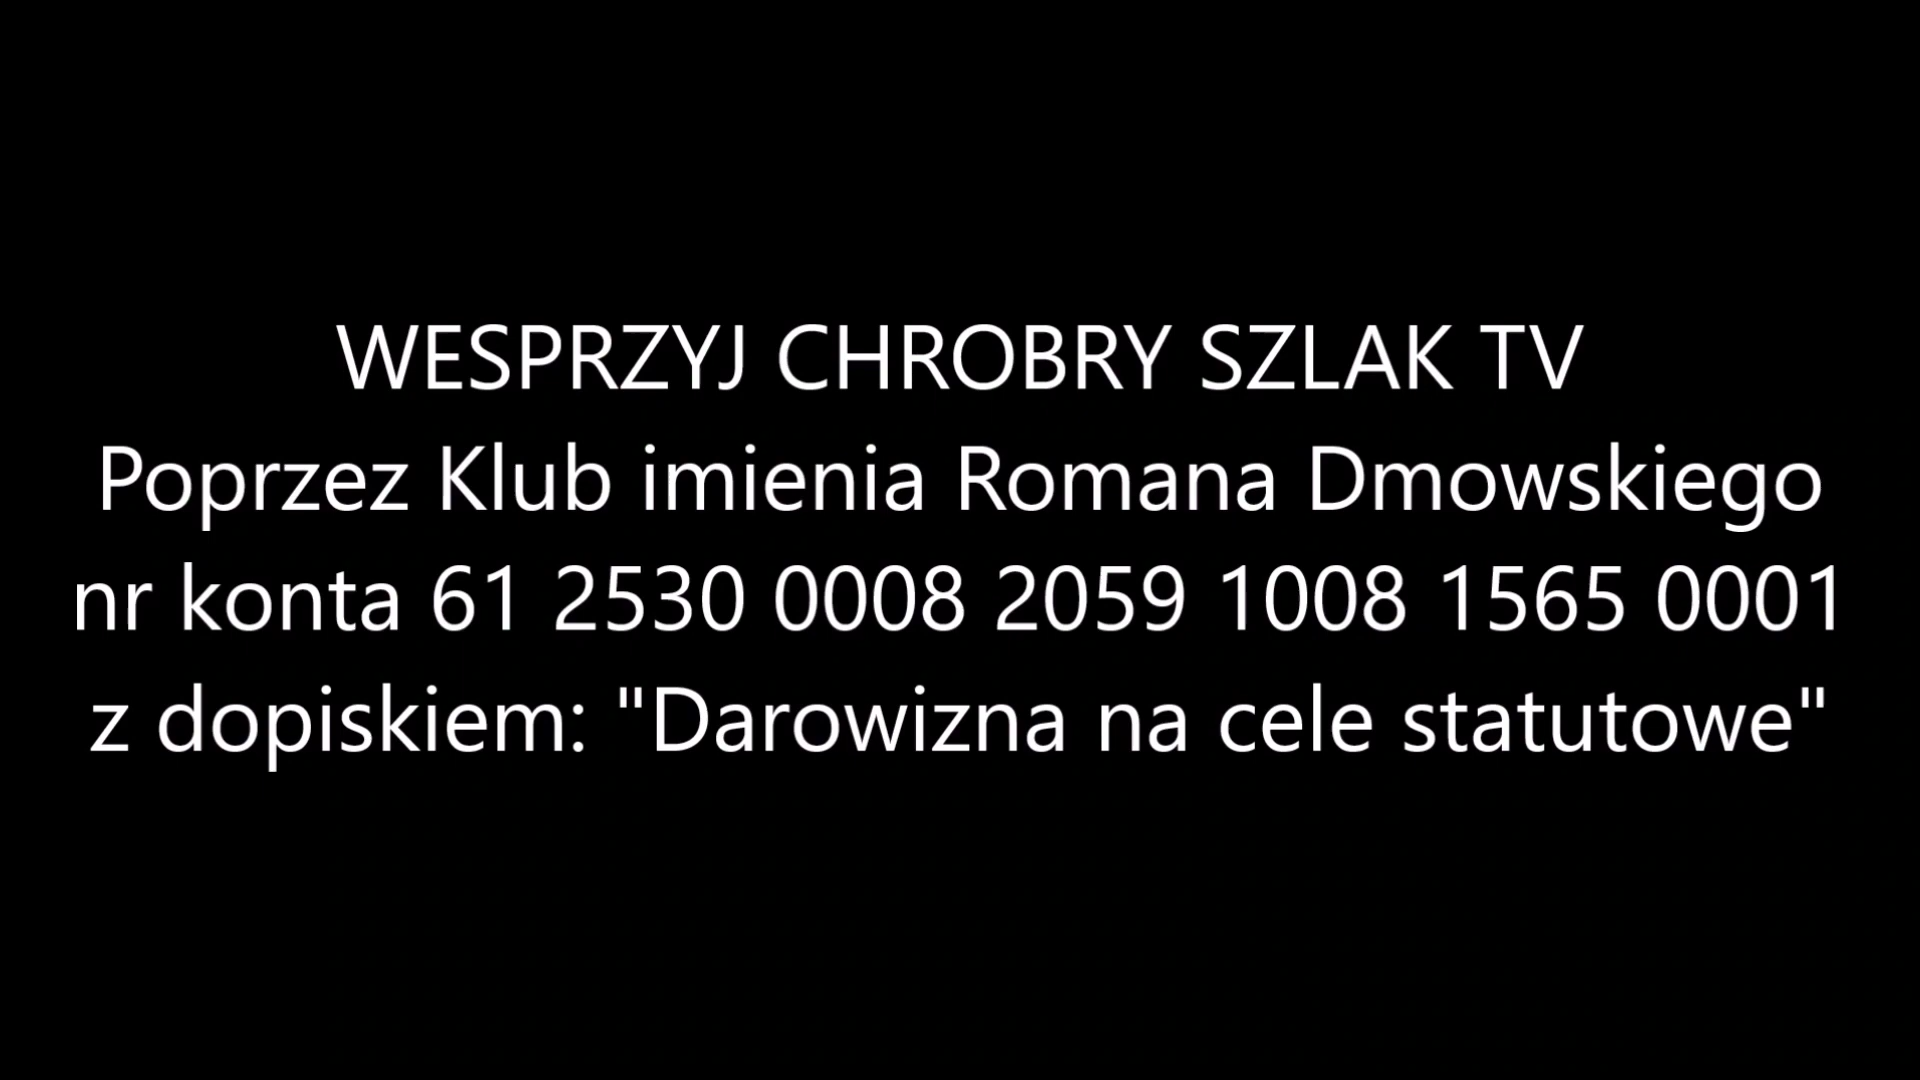 WESPRZYJ CHROBRY SZLAK TV
Poprzez Klub imienia Romana Dmowskiego
nr konta 61 2530 0008 2059 1008 1565 0001
z dopiskiem: "Darowizna na cele statutowe"